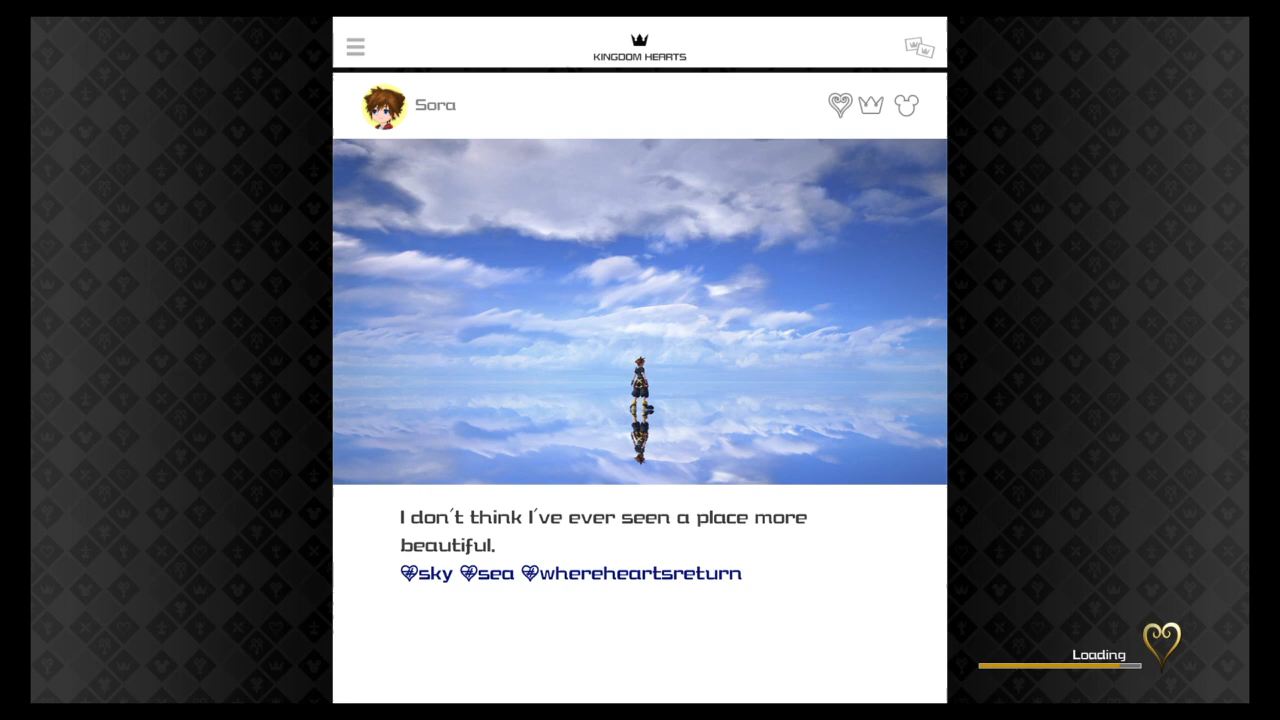 KINGDOM HEARTS
Sora
I don't think I've ever seen a place more
beautiful.
#sky #sea #whereheartsreturn
Loading